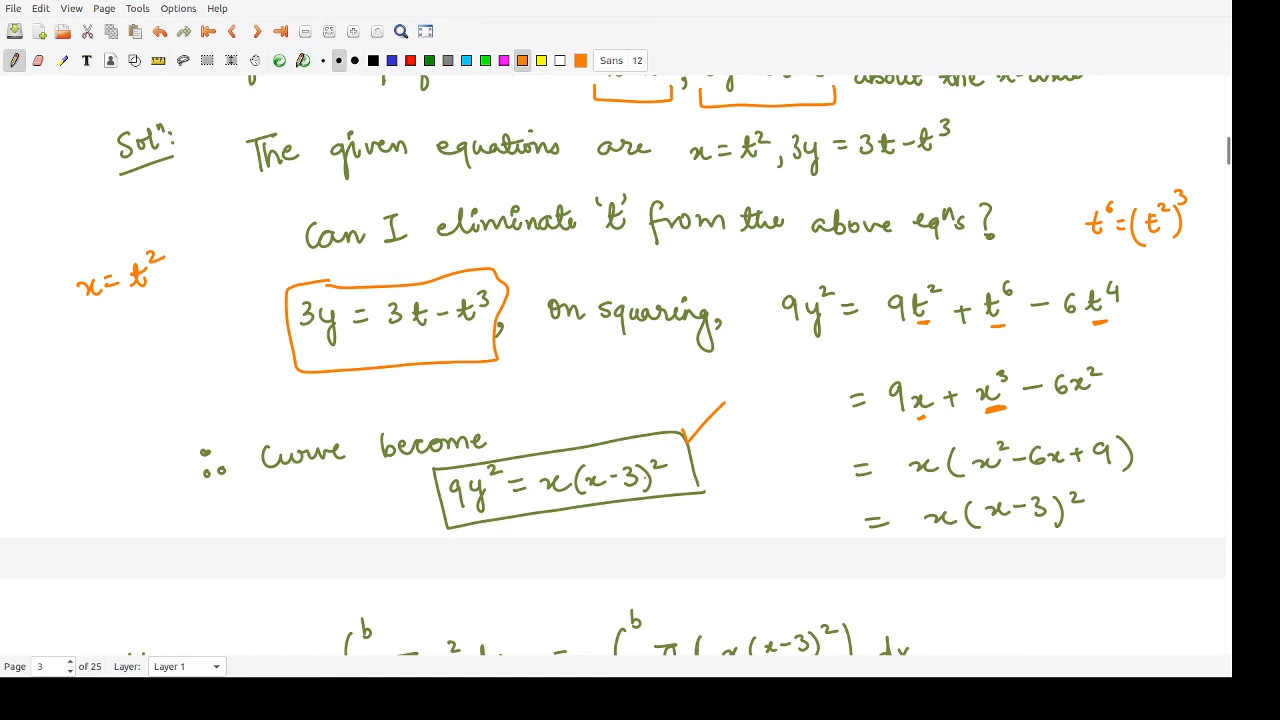 File Edit View Page Tools Options Help
Sans 12
about the x-axis
Solⁿ: The given equations are x = t², 3y = 3t - t³
Can I eliminate 't' from the above eqⁿs?
t⁶ = (t²)³
x = t²
3y = 3t - t³, on squaring, 9y² = 9t² + t⁶ - 6t⁴
= 9x + x³ - 6x²
∴ Curve become
= x(x² - 6x + 9)
9y² = x(x-3)²
= x(x-3)²
Page 3 of 25 Layer: Layer 1